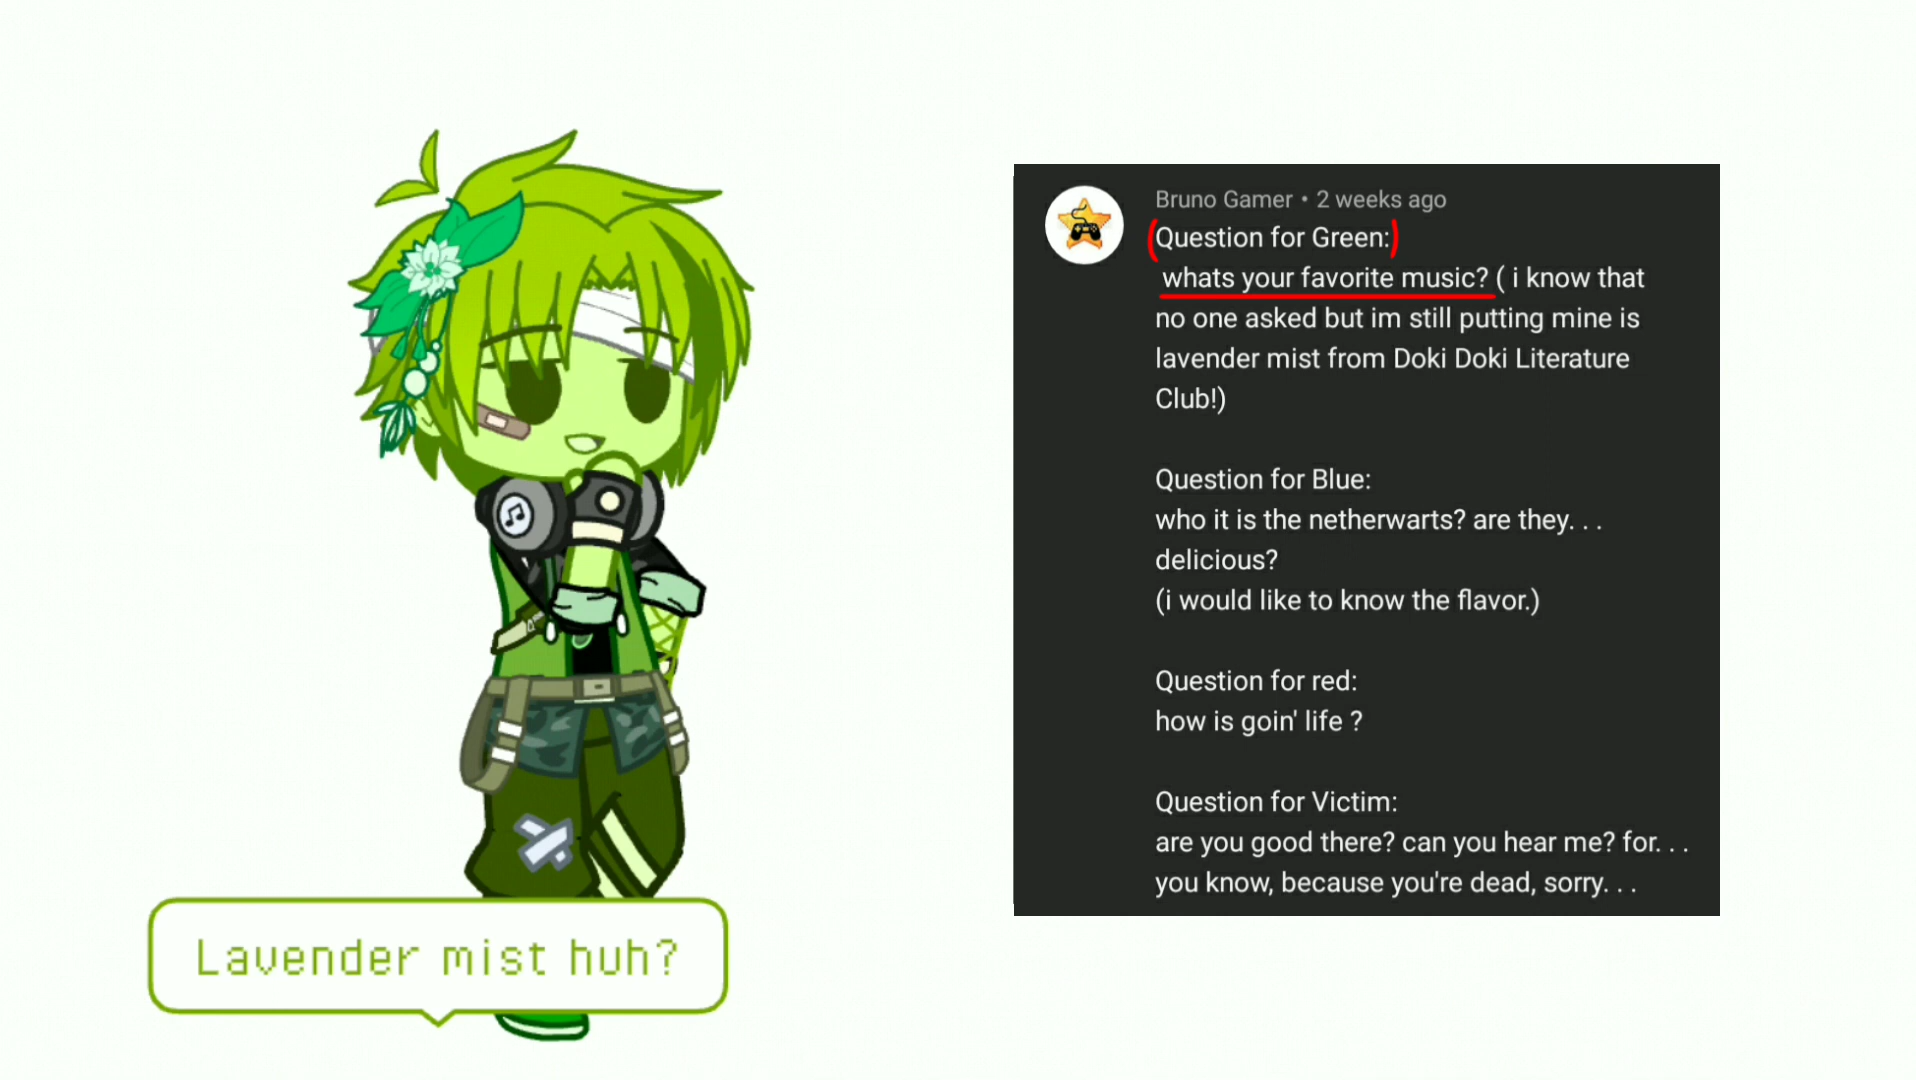 Bruno Gamer • 2 weeks ago
Question for Green:
whats your favorite music? ( i know that
no one asked but im still putting mine is
lavender mist from Doki Doki Literature
Club!)
Question for Blue:
who it is the netherwarts? are they. . .
delicious?
(i would like to know the flavor.)
Question for red:
how is goin' life ?
Question for Victim:
are you good there? can you hear me? for. . .
you know, because you're dead, sorry. . .
Lavender mist huh?